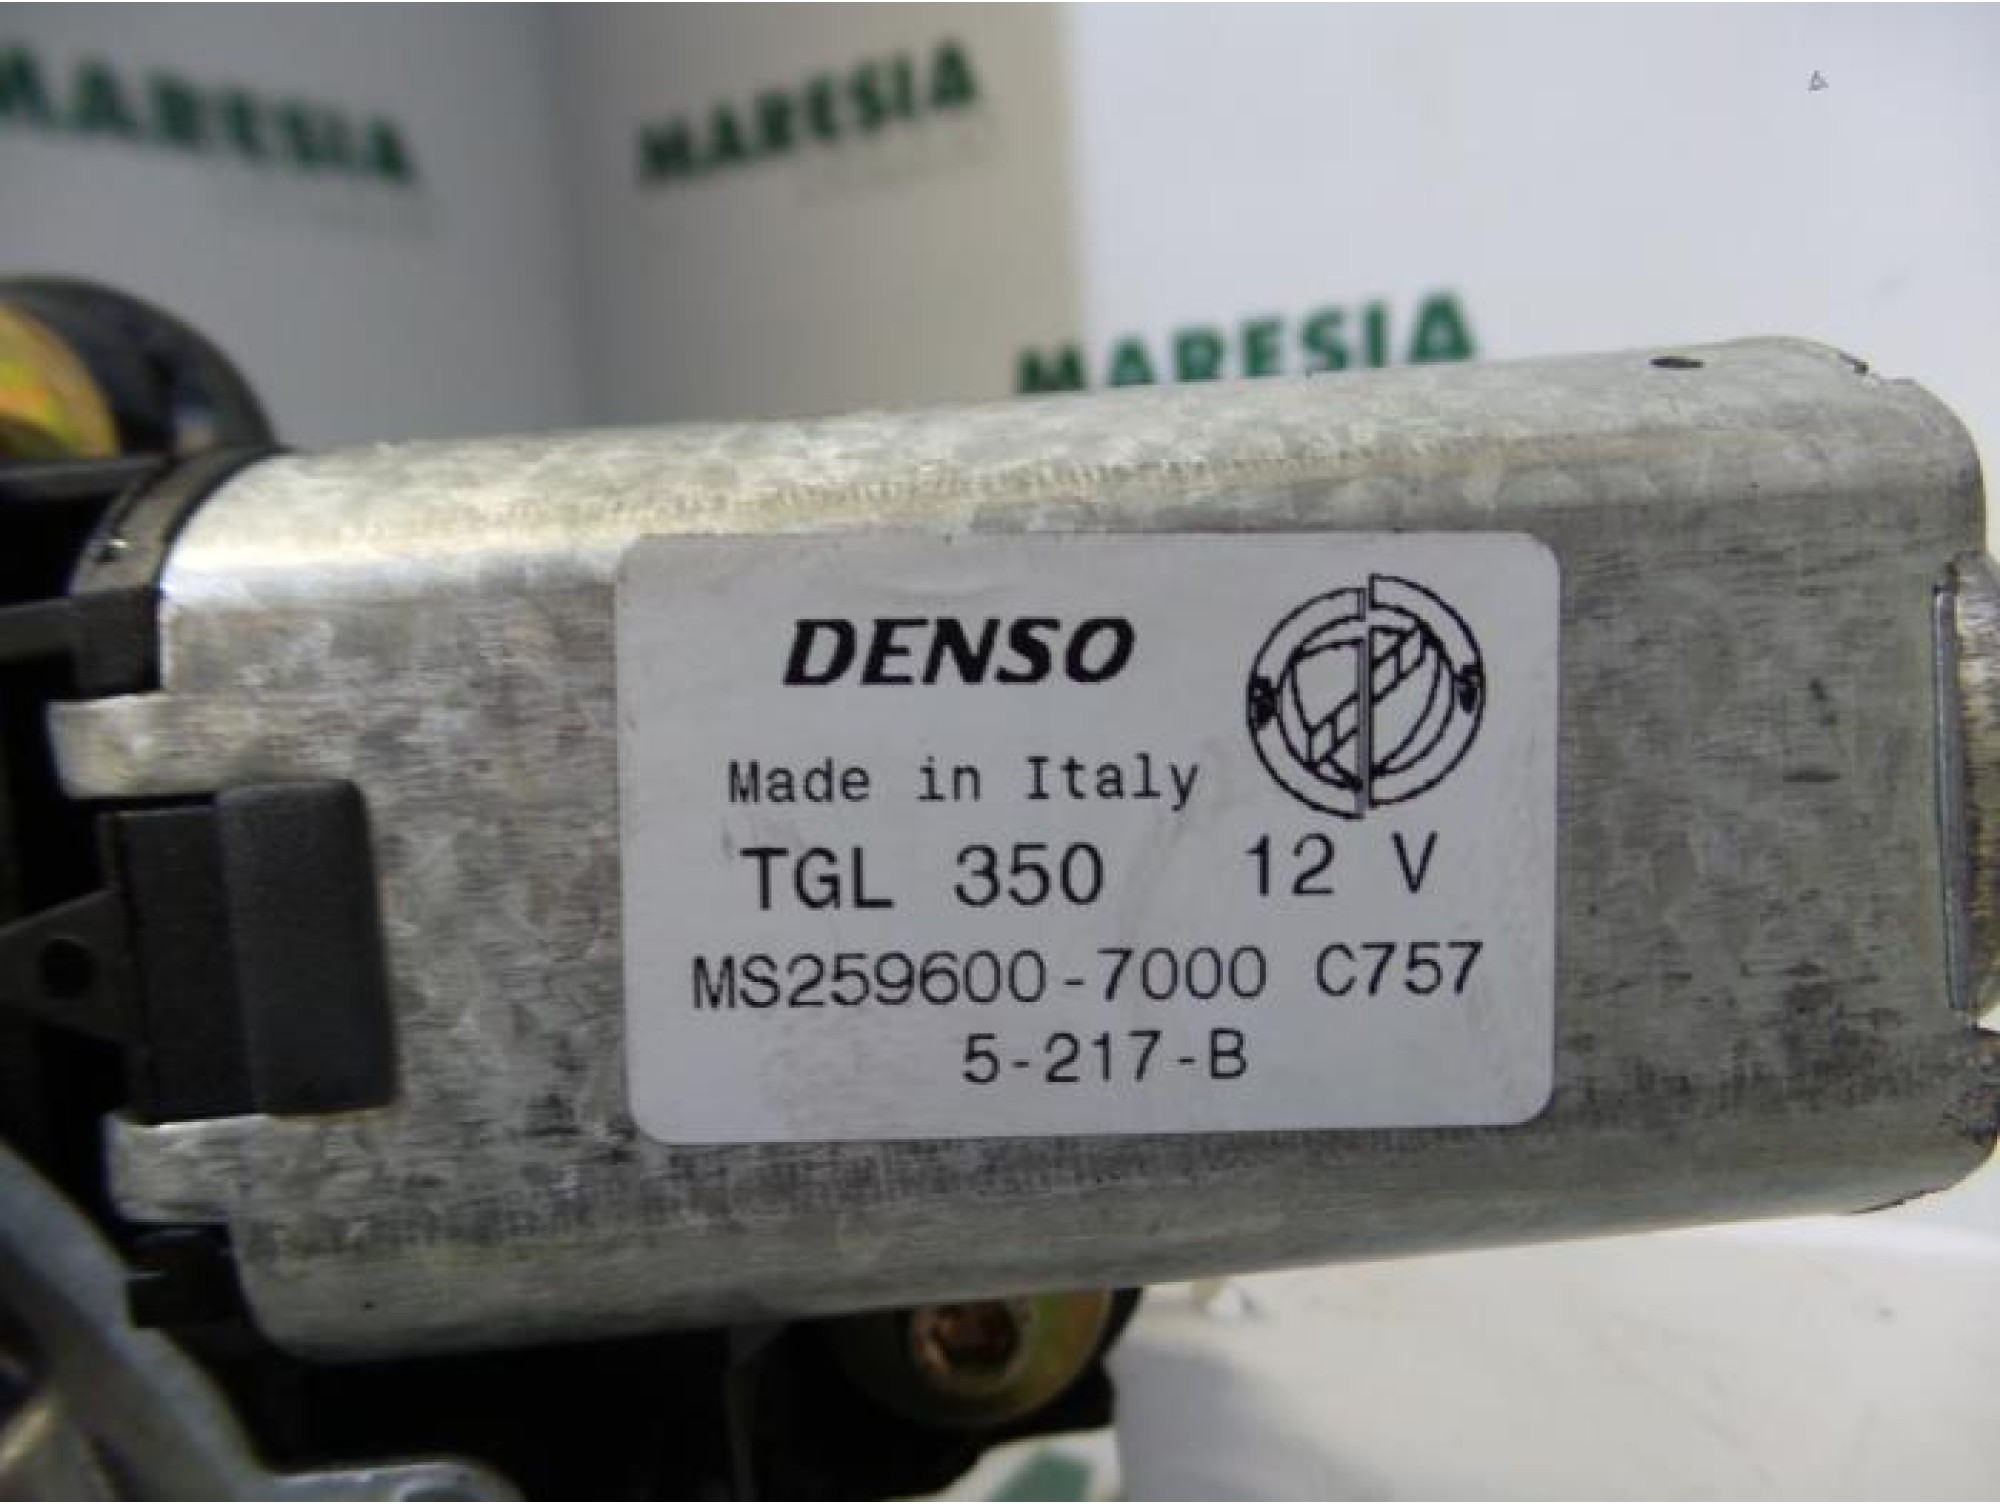 MARESIA
MARESIA
MARESIA
DENSO
Made in Italy
TGL 350 12 V
MS259600-7000 C757
5-217-B